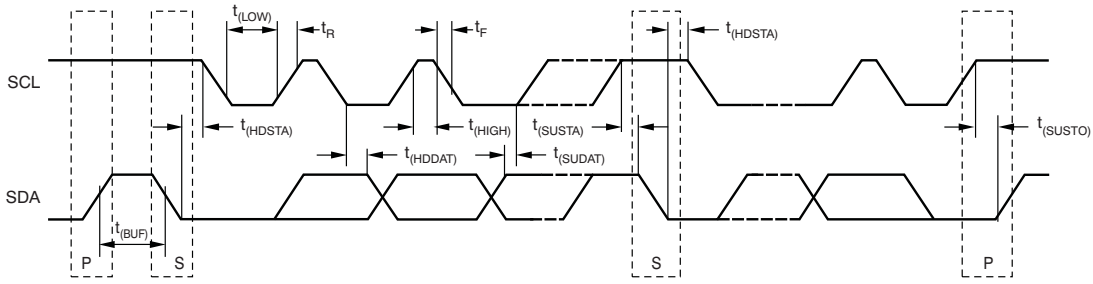 t(LOW)
tR
tF
t(HDSTA)
SCL
t(HDSTA)
t(HIGH)
t(SUSTA)
t(SUSTO)
t(HDDAT)
t(SUDAT)
SDA
t(BUF)
P
S
S
P